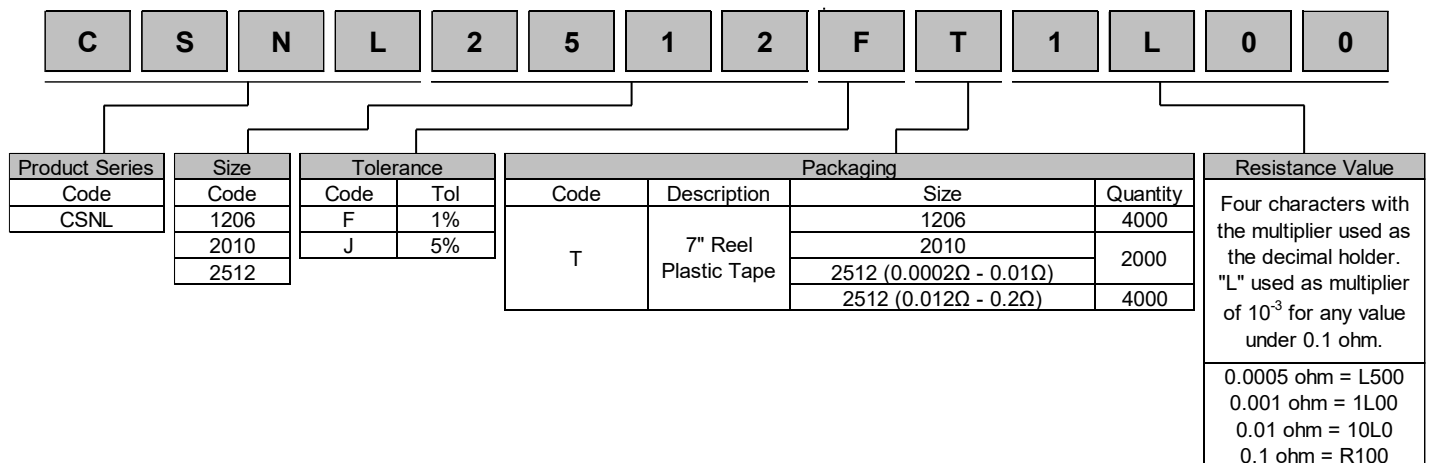 C S N L 2 5 1 2 F T 1 L 0 0
Product Series
Code
CSNL
Size
Code
1206
2010
2512
Tolerance
Code Tol
F 1%
J 5%
Packaging
Code Description Size Quantity
T
7" Reel
Plastic Tape
1206 4000
2010
2512 (0.0002Ω - 0.01Ω)
2000
2512 (0.012Ω - 0.2Ω) 4000
Resistance Value
Four characters with
the multiplier used as
the decimal holder.
"L" used as multiplier
of 10⁻³ for any value
under 0.1 ohm.
0.0005 ohm = L500
0.001 ohm = 1L00
0.01 ohm = 10L0
0.1 ohm = R100